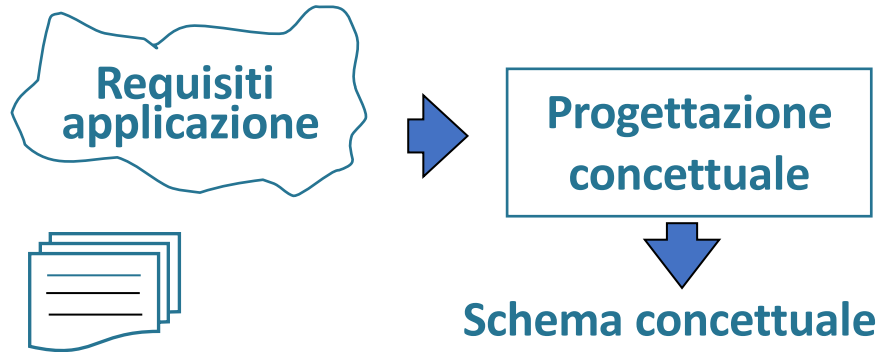 Requisiti
applicazione
Progettazione
concettuale
Schema concettuale